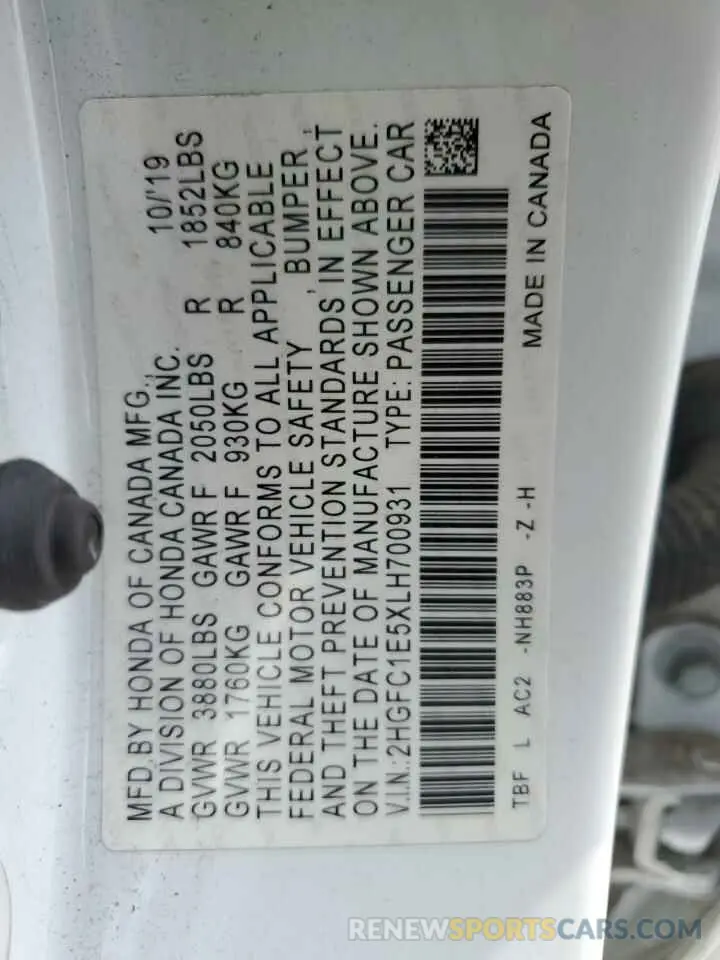 MFD. BY HONDA OF CANADA MFG., 10/'19
A DIVISION OF HONDA CANADA INC.
GVWR 3880LBS GAWR F 2050LBS R 1852LBS
GVWR 1760KG GAWR F 930KG R 840KG
THIS VEHICLE CONFORMS TO ALL APPLICABLE
FEDERAL MOTOR VEHICLE SAFETY , BUMPER ,
AND THEFT PREVENTION STANDARDS IN EFFECT
ON THE DATE OF MANUFACTURE SHOWN ABOVE.
V.I.N.: 2HGFC1E5XLH700931 TYPE: PASSENGER CAR
TBF L AC2 -NH883P -Z -H MADE IN CANADA
RENEWSPORTSCARS.COM